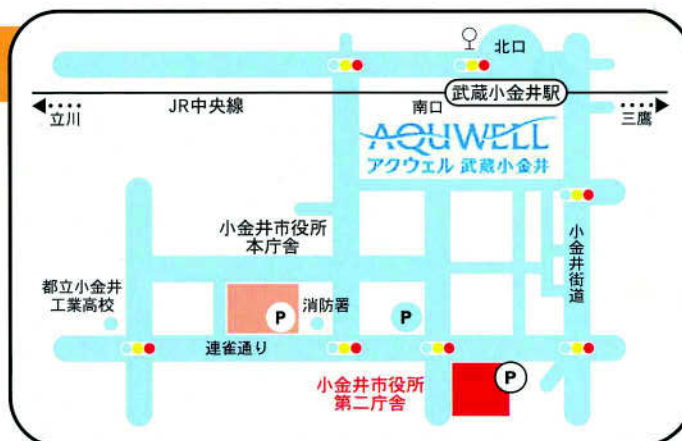 北口
武蔵小金井駅
JR中央線
南口
立川
三鷹
AQUWELL
アクウェル 武蔵小金井
小金井市役所
本庁舎
小金井街道
都立小金井
工業高校
P
消防署
P
連雀通り
小金井市役所
第二庁舎
P